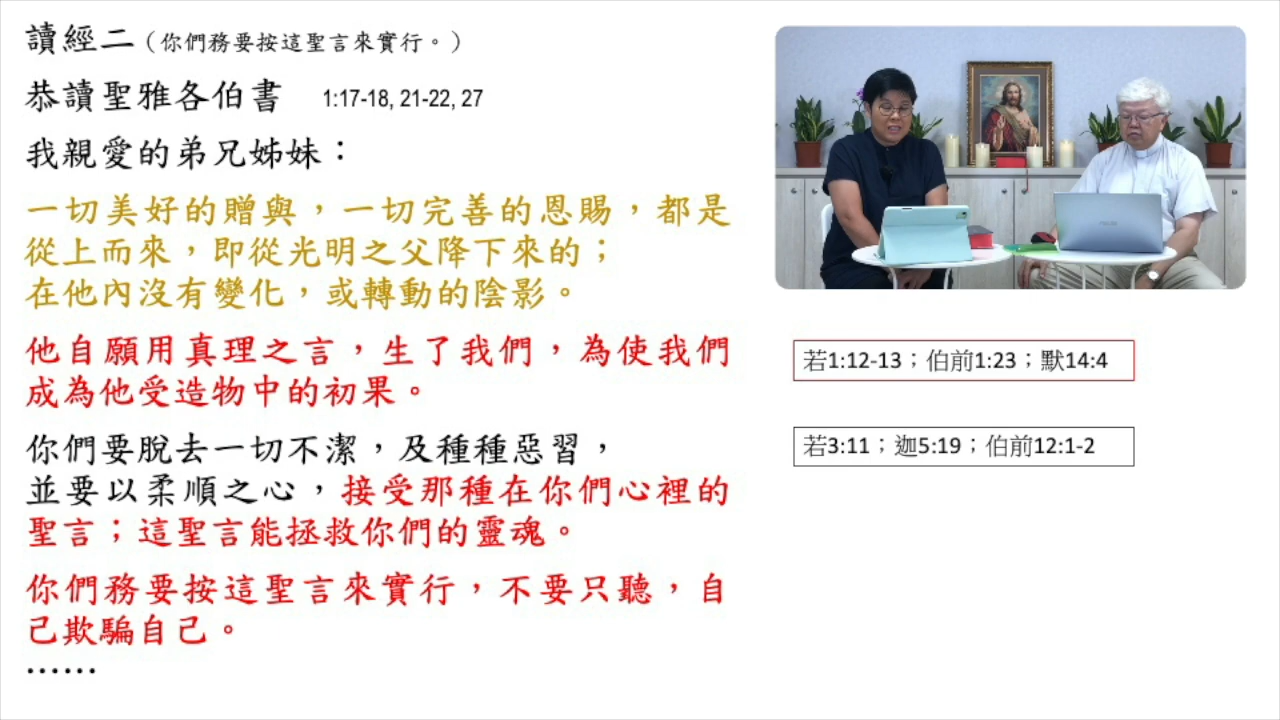 讀經二（你們務要按這聖言來實行。）
恭讀聖雅各伯書 1:17-18, 21-22, 27
我親愛的弟兄姊妹：
一切美好的贈與，一切完善的恩賜，都是
從上而來，即從光明之父降下來的；
在他內沒有變化，或轉動的陰影。
他自願用真理之言，生了我們，為使我們
成為他受造物中的初果。
你們要脫去一切不潔，及種種惡習，
並要以柔順之心，接受那種在你們心裡的
聖言；這聖言能拯救你們的靈魂。
你們務要按這聖言來實行，不要只聽，自
己欺騙自己。
……
若1:12-13；伯前1:23；默14:4
若3:11；迦5:19；伯前12:1-2